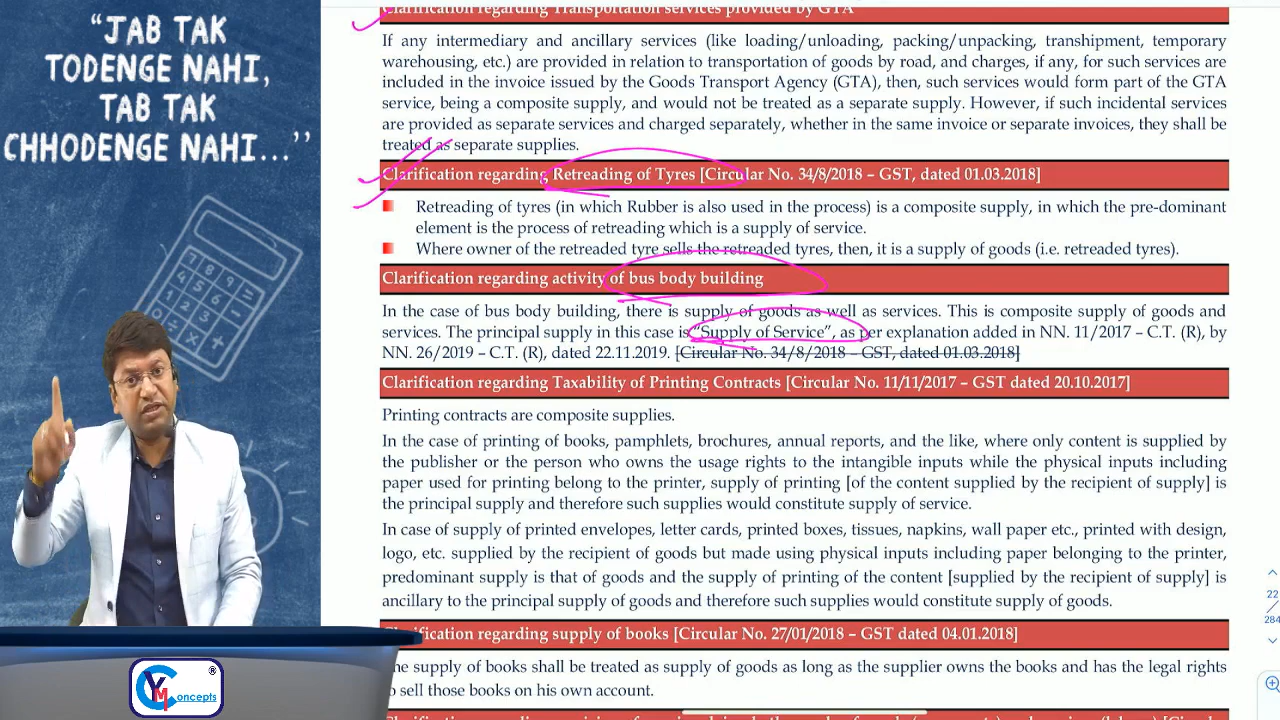 “JAB TAK
TODENGE NAHI,
TAB TAK
CHHODENGE NAHI...’’
Clarification regarding Transportation services provided by GTA
If any intermediary and ancillary services (like loading/unloading, packing/unpacking, transhipment, temporary
warehousing, etc.) are provided in relation to transportation of goods by road, and charges, if any, for such services are
included in the invoice issued by the Goods Transport Agency (GTA), then, such services would form part of the GTA
service, being a composite supply, and would not be treated as a separate supply. However, if such incidental services
are provided as separate services and charged separately, whether in the same invoice or separate invoices, they shall be
treated as separate supplies.
Clarification regarding Retreading of Tyres [Circular No. 34/8/2018 – GST, dated 01.03.2018]
Retreading of tyres (in which Rubber is also used in the process) is a composite supply, in which the pre-dominant
element is the process of retreading which is a supply of service.
Where owner of the retreaded tyre sells the retreaded tyres, then, it is a supply of goods (i.e. retreaded tyres).
Clarification regarding activity of bus body building
In the case of bus body building, there is supply of goods as well as services. This is composite supply of goods and
services. The principal supply in this case is “Supply of Service”, as per explanation added in NN. 11/2017 – C.T. (R), by
NN. 26/2019 – C.T. (R), dated 22.11.2019. [Circular No. 34/8/2018 – GST, dated 01.03.2018]
Clarification regarding Taxability of Printing Contracts [Circular No. 11/11/2017 – GST dated 20.10.2017]
Printing contracts are composite supplies.
In the case of printing of books, pamphlets, brochures, annual reports, and the like, where only content is supplied by
the publisher or the person who owns the usage rights to the intangible inputs while the physical inputs including
paper used for printing belong to the printer, supply of printing [of the content supplied by the recipient of supply] is
the principal supply and therefore such supplies would constitute supply of service.
In case of supply of printed envelopes, letter cards, printed boxes, tissues, napkins, wall paper etc., printed with design,
logo, etc. supplied by the recipient of goods but made using physical inputs including paper belonging to the printer,
predominant supply is that of goods and the supply of printing of the content [supplied by the recipient of supply] is
ancillary to the principal supply of goods and therefore such supplies would constitute supply of goods.
regarding supply of books [Circular No. 27/01/2018 – GST dated 04.01.2018]
supply of books shall be treated as supply of goods as long as the supplier owns the books and has the legal rights
sell those books on his own account.
22
284
YM Concepts ®